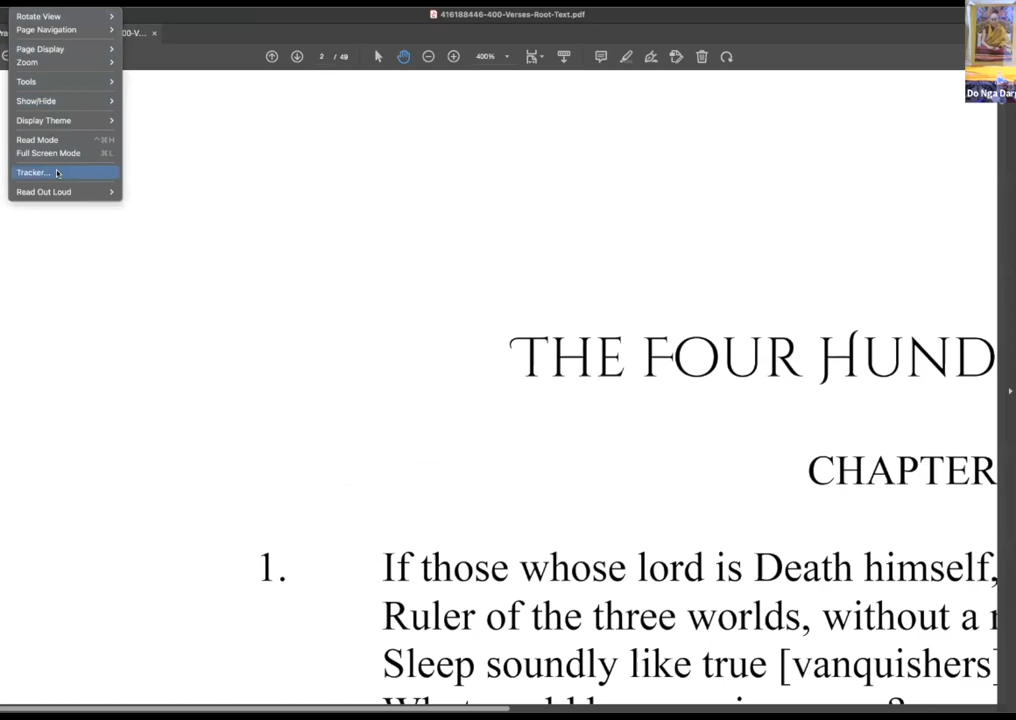 416188446-400-Verses-Root-Text.pdf
Rotate View
Page Navigation
Page Display
Zoom
Tools
Show/Hide
Display Theme
Read Mode ^⌘H
Full Screen Mode ⌘L
Tracker...
Read Out Loud
00-V... ×
2 / 49
400%
Do Nga Dar
THE FOUR HUND
CHAPTER
1. If those whose lord is Death himself,
Ruler of the three worlds, without a
Sleep soundly like true [vanquishers]